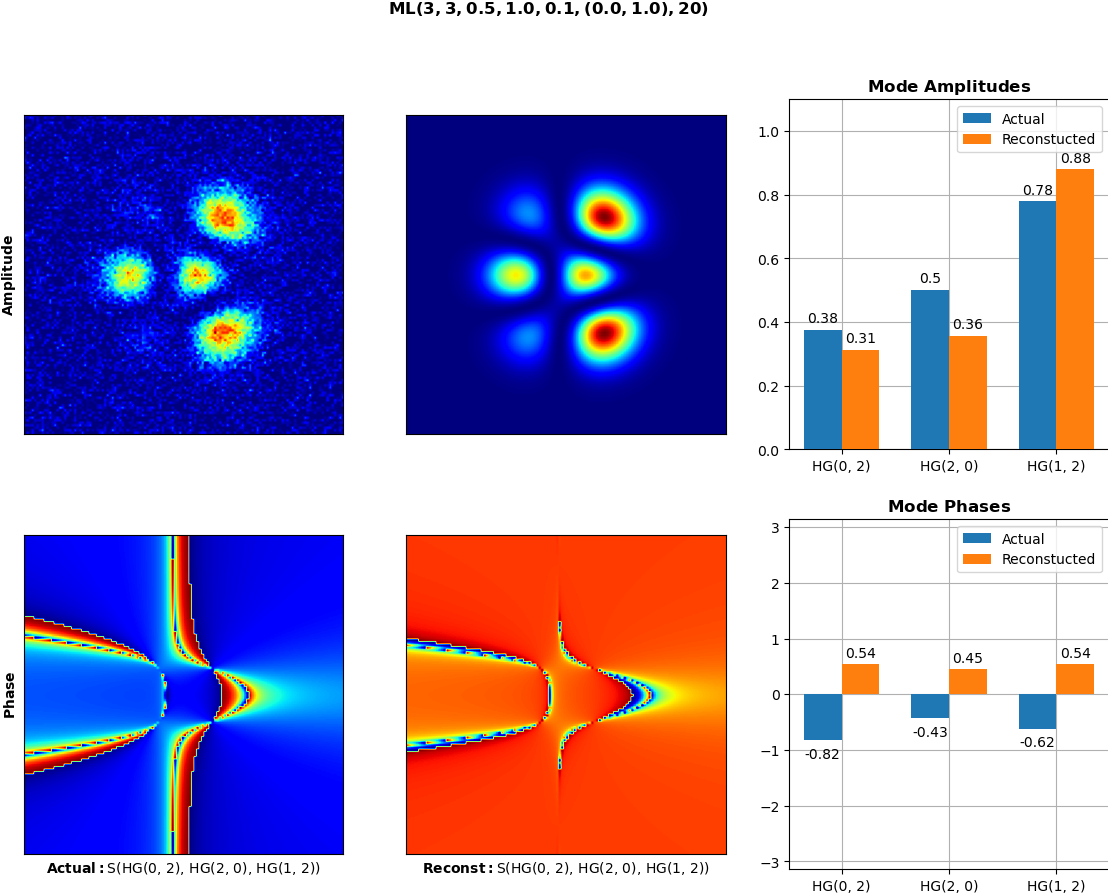 ML(3, 3, 0.5, 1.0, 0.1, (0.0, 1.0), 20)
Amplitude
Mode Amplitudes
Actual
Reconstucted
1.0
0.8
0.6
0.4
0.2
0.0
0.38
0.31
0.5
0.36
0.78
0.88
HG(0, 2)
HG(2, 0)
HG(1, 2)
Phase
Actual: S(HG(0, 2), HG(2, 0), HG(1, 2))
Reconst: S(HG(0, 2), HG(2, 0), HG(1, 2))
Mode Phases
Actual
Reconstucted
3
2
1
0
−1
−2
−3
-0.82
0.54
-0.43
0.45
-0.62
0.54
HG(0, 2)
HG(2, 0)
HG(1, 2)